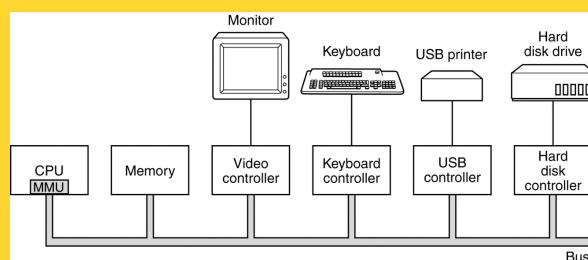 Monitor
Keyboard
USB printer
Hard
disk drive
CPU
MMU
Memory
Video
controller
Keyboard
controller
USB
controller
Hard
disk
controller
Bus